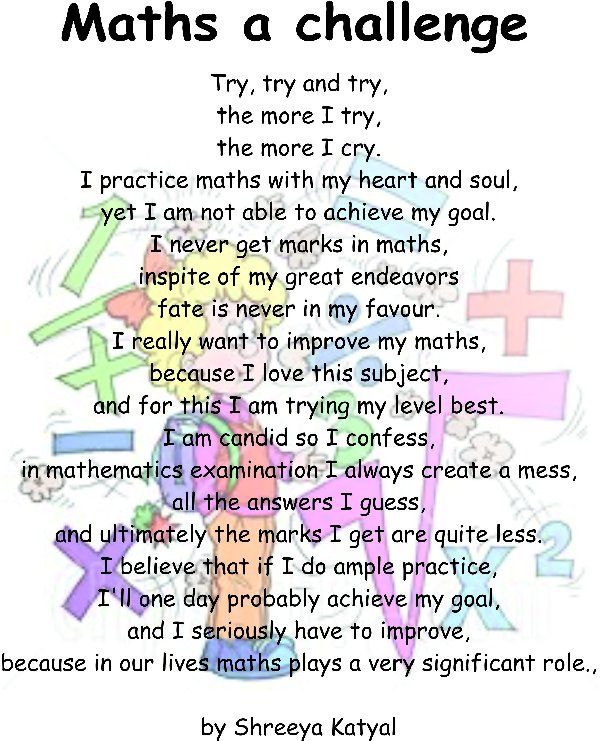 Maths a challenge
Try, try and try,
the more I try,
the more I cry.
I practice maths with my heart and soul,
yet I am not able to achieve my goal.
I never get marks in maths,
inspite of my great endeavors
fate is never in my favour.
I really want to improve my maths,
because I love this subject,
and for this I am trying my level best.
I am candid so I confess,
in mathematics examination I always create a mess,
all the answers I guess,
and ultimately the marks I get are quite less.
I believe that if I do ample practice,
I'll one day probably achieve my goal,
and I seriously have to improve,
because in our lives maths plays a very significant role.,
by Shreeya Katyal